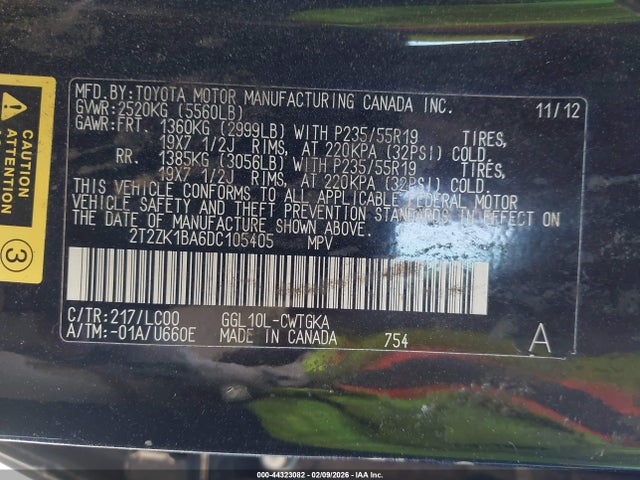 MFD.BY:TOYOTA MOTOR MANUFACTURING CANADA INC.
GVWR:2520KG (5560LB) 11/12
GAWR:FRT. 1360KG (2999LB) WITH P235/55R19 TIRES,
19X7 1/2J RIMS, AT 220KPA (32PSI) COLD.
RR. 1385KG (3056LB) WITH P235/55R19 TIRES,
19X7 1/2J RIMS, AT 220KPA (32PSI) COLD.
THIS VEHICLE CONFORMS TO ALL APPLICABLE FEDERAL MOTOR
VEHICLE SAFETY AND THEFT PREVENTION STANDARDS IN EFFECT ON
THE DATE OF MANUFACTURE SHOWN ABOVE.
2T2ZK1BA6DC105405 MPV
C/TR:217/LC00 GGL10L-CWTGKA
A/TM:-01A/U660E MADE IN CANADA 754 A
CAUTION
3
000-44323082 - 02/09/2026 - IAA Inc.